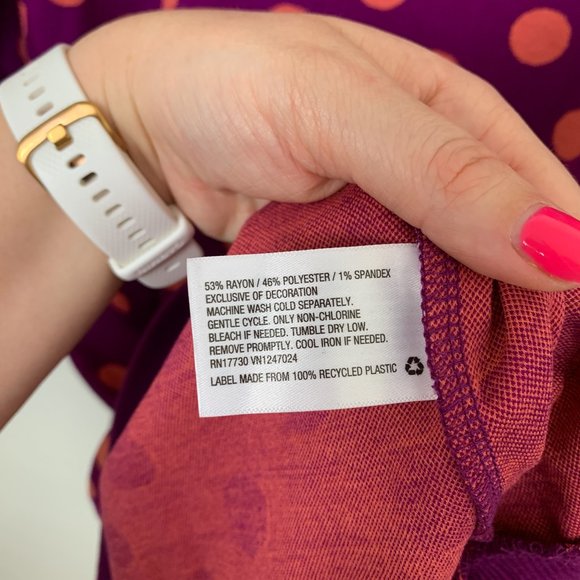 53% RAYON / 46% POLYESTER / 1% SPANDEX
EXCLUSIVE OF DECORATION
MACHINE WASH COLD SEPARATELY.
GENTLE CYCLE. ONLY NON-CHLORINE
BLEACH IF NEEDED. TUMBLE DRY LOW.
REMOVE PROMPTLY. COOL IRON IF NEEDED.
RN17730 VN1247024
LABEL MADE FROM 100% RECYCLED PLASTIC